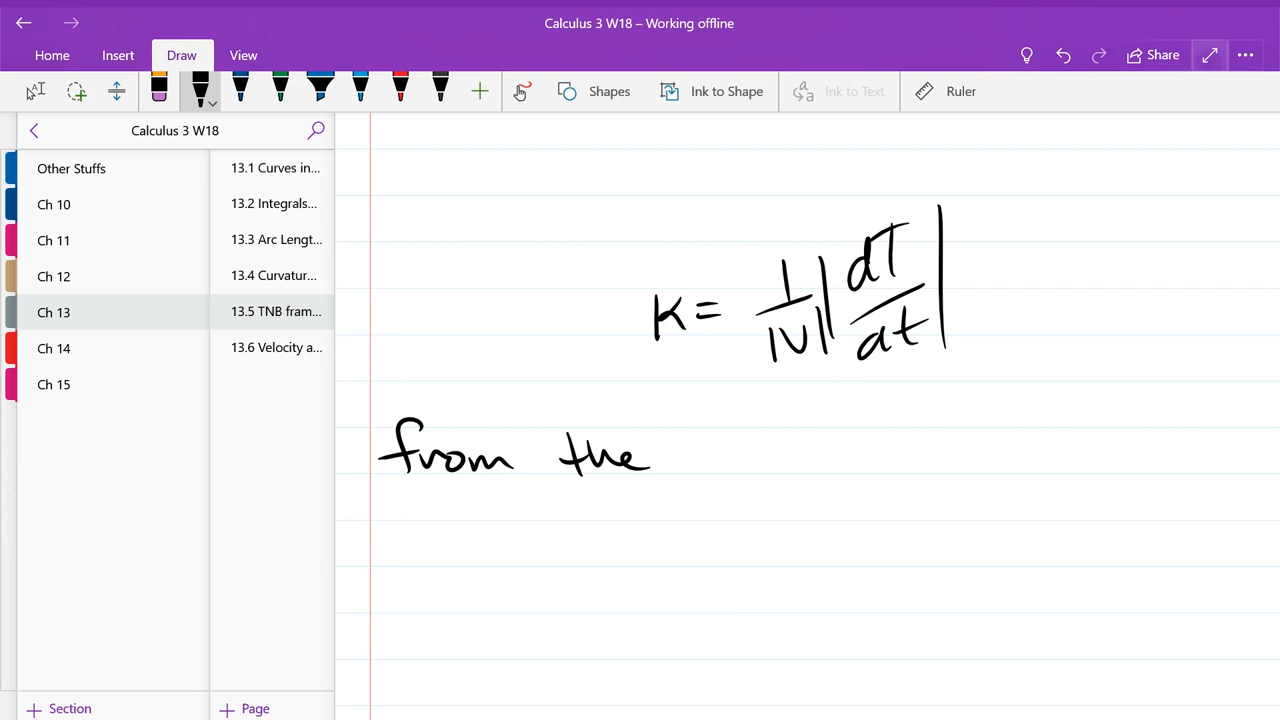 Calculus 3 W18 – Working offline
Home Insert Draw View
Share
Shapes Ink to Shape Ink to Text Ruler
Calculus 3 W18
Other Stuffs
Ch 10
Ch 11
Ch 12
Ch 13
Ch 14
Ch 15
13.1 Curves in...
13.2 Integrals...
13.3 Arc Lengt...
13.4 Curvatur...
13.5 TNB fram...
13.6 Velocity a...
K = 1/|V| |dT/dt|
from the
+ Section
+ Page